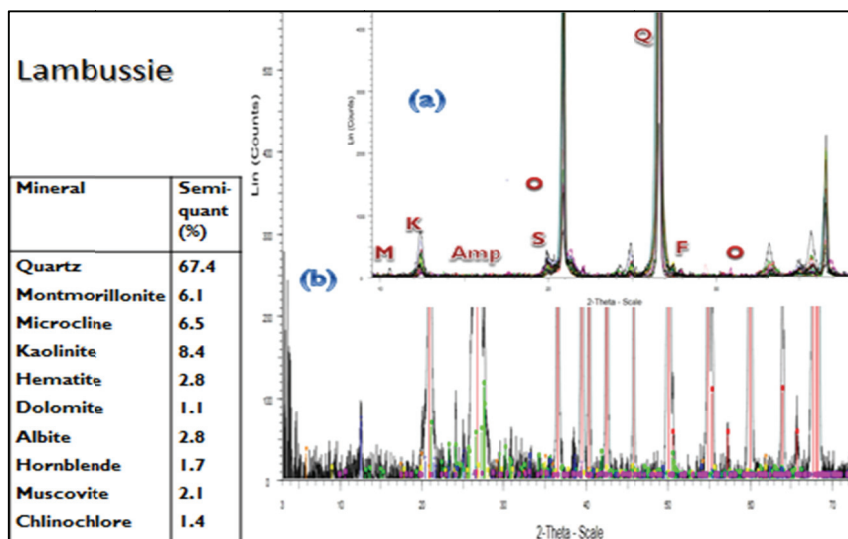 Lambussie
Mineral Semi-quant (%)
Quartz 67.4
Montmorillonite 6.1
Microcline 6.5
Kaolinite 8.4
Hematite 2.8
Dolomite 1.1
Albite 2.8
Hornblende 1.7
Muscovite 2.1
Chlinochlore 1.4
(a)
Lin (Counts)
M
K
Amp
S
O
Q
F
O
2-Theta - Scale
(b)
Lin (Counts)
2-Theta - Scale